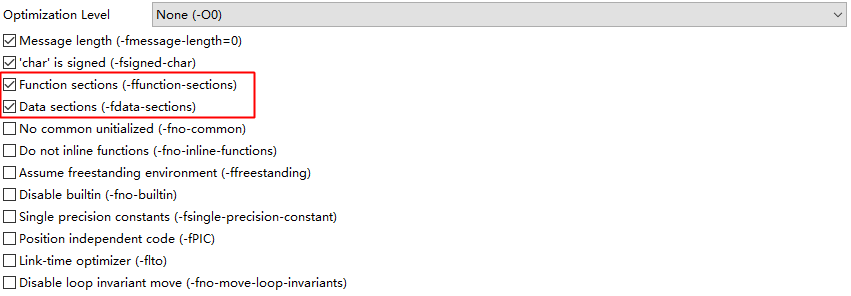 Optimization Level None (-O0)
Message length (-fmessage-length=0)
'char' is signed (-fsigned-char)
Function sections (-ffunction-sections)
Data sections (-fdata-sections)
No common unitialized (-fno-common)
Do not inline functions (-fno-inline-functions)
Assume freestanding environment (-ffreestanding)
Disable builtin (-fno-builtin)
Single precision constants (-fsingle-precision-constant)
Position independent code (-fPIC)
Link-time optimizer (-flto)
Disable loop invariant move (-fno-move-loop-invariants)